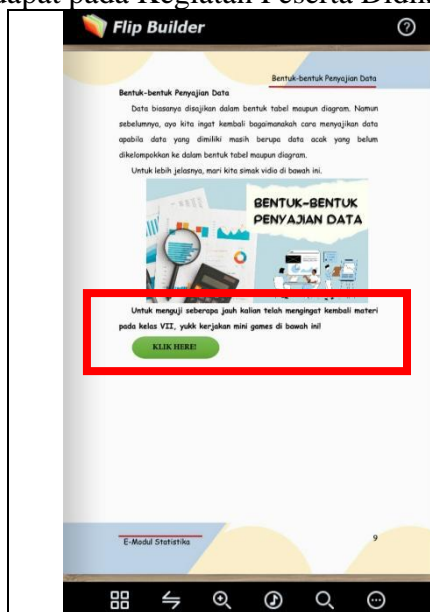 dapat pada Kegiatan Peserta Didik
Flip Builder
Bentuk-bentuk Penyajian Data
Bentuk-bentuk Penyajian Data
Data biasanya disajikan dalam bentuk tabel maupun diagram. Namun
sebelumnya, ayo kita ingat kembali bagaimanakah cara menyajikan data
apabila data yang dimiliki masih berupa data acak yang belum
dikelompokkan ke dalam bentuk tabel maupun diagram.
Untuk lebih jelasnya, mari kita simak vidio di bawah ini.
BENTUK-BENTUK
PENYAJIAN DATA
Untuk menguji seberapa jauh kalian telah mengingat kembali materi
pada kelas VII, yukk kerjakan mini games di bawah ini!
KLIK HERE!
E-Modul Statistika
9